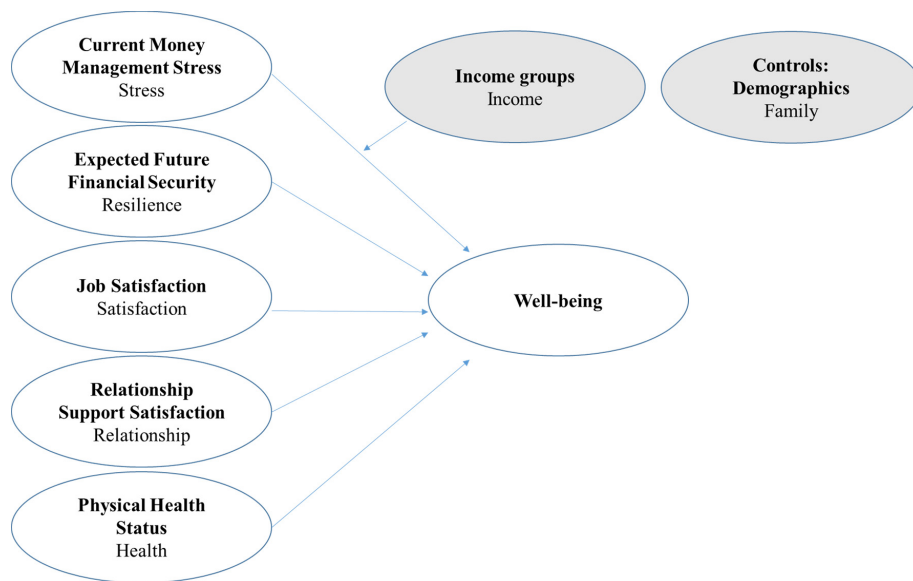 Current Money
Management Stress
Stress
Income groups
Income
Controls:
Demographics
Family
Expected Future
Financial Security
Resilience
Job Satisfaction
Satisfaction
Well-being
Relationship
Support Satisfaction
Relationship
Physical Health
Status
Health